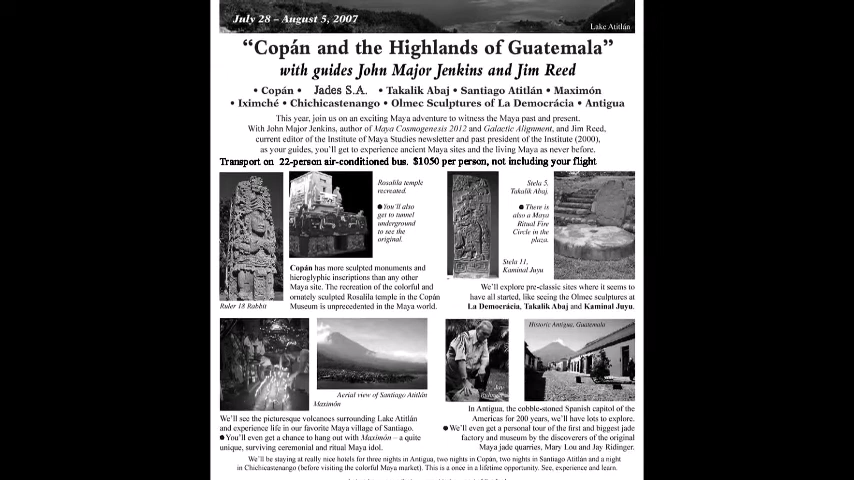 July 28 – August 5, 2007
Lake Atitlán
“Copán and the Highlands of Guatemala”
with guides John Major Jenkins and Jim Reed
• Copán • Jades S.A. • Takalik Abaj • Santiago Atitlán • Maximón
• Iximché • Chichicastenango • Olmec Sculptures of La Democrácia • Antigua
This year, join us on an exciting Maya adventure to witness the Maya past and present.
With John Major Jenkins, author of Maya Cosmogenesis 2012 and Galactic Alignment, and Jim Reed,
current editor of the Institute of Maya Studies newsletter and past president of the Institute (2000),
as your guides, you'll get to experience ancient Maya sites and the living Maya as never before.
Transport on 22-person air-conditioned bus. $1050 per person, not including your flight
Rosalila temple
recreated.
● You'll also
get to tunnel
underground
to see the
original.
Ruler 18 Rabbit
Copán has more sculpted monuments and
hieroglyphic inscriptions than any other
Maya site. The recreation of the colorful and
ornately sculpted Rosalila temple in the Copán
Museum is unprecedented in the Maya world.
Stela 5,
Takalik Abaj.
● There is
also a Maya
Ritual Fire
Circle in the
plaza.
Stela 11,
Kaminal Juyu
We'll explore pre-classic sites where it seems to
have all started, like seeing the Olmec sculptures at
La Democrácia, Takalik Abaj and Kaminal Juyu.
Aerial view of Santiago Atitlán
Maximón
We'll see the picturesque volcanoes surrounding Lake Atitlán
and experience life in our favorite Maya village of Santiago.
● You'll even get a chance to hang out with Maximón – a quite
unique, surviving ceremonial and ritual Maya idol.
Jay
Historic Antigua, Guatemala
In Antigua, the cobble-stoned Spanish capitol of the
Americas for 200 years, we'll have lots to explore.
● We'll even get a personal tour of the first and biggest jade
factory and museum by the discoverers of the original
Maya jade quarries, Mary Lou and Jay Ridinger.
We'll be staying at really nice hotels for three nights in Antigua, two nights in Copán, two nights in Santiago Atitlán and a night
in Chichicastenango (before visiting the colorful Maya market). This is a once in a lifetime opportunity. See, experience and learn.